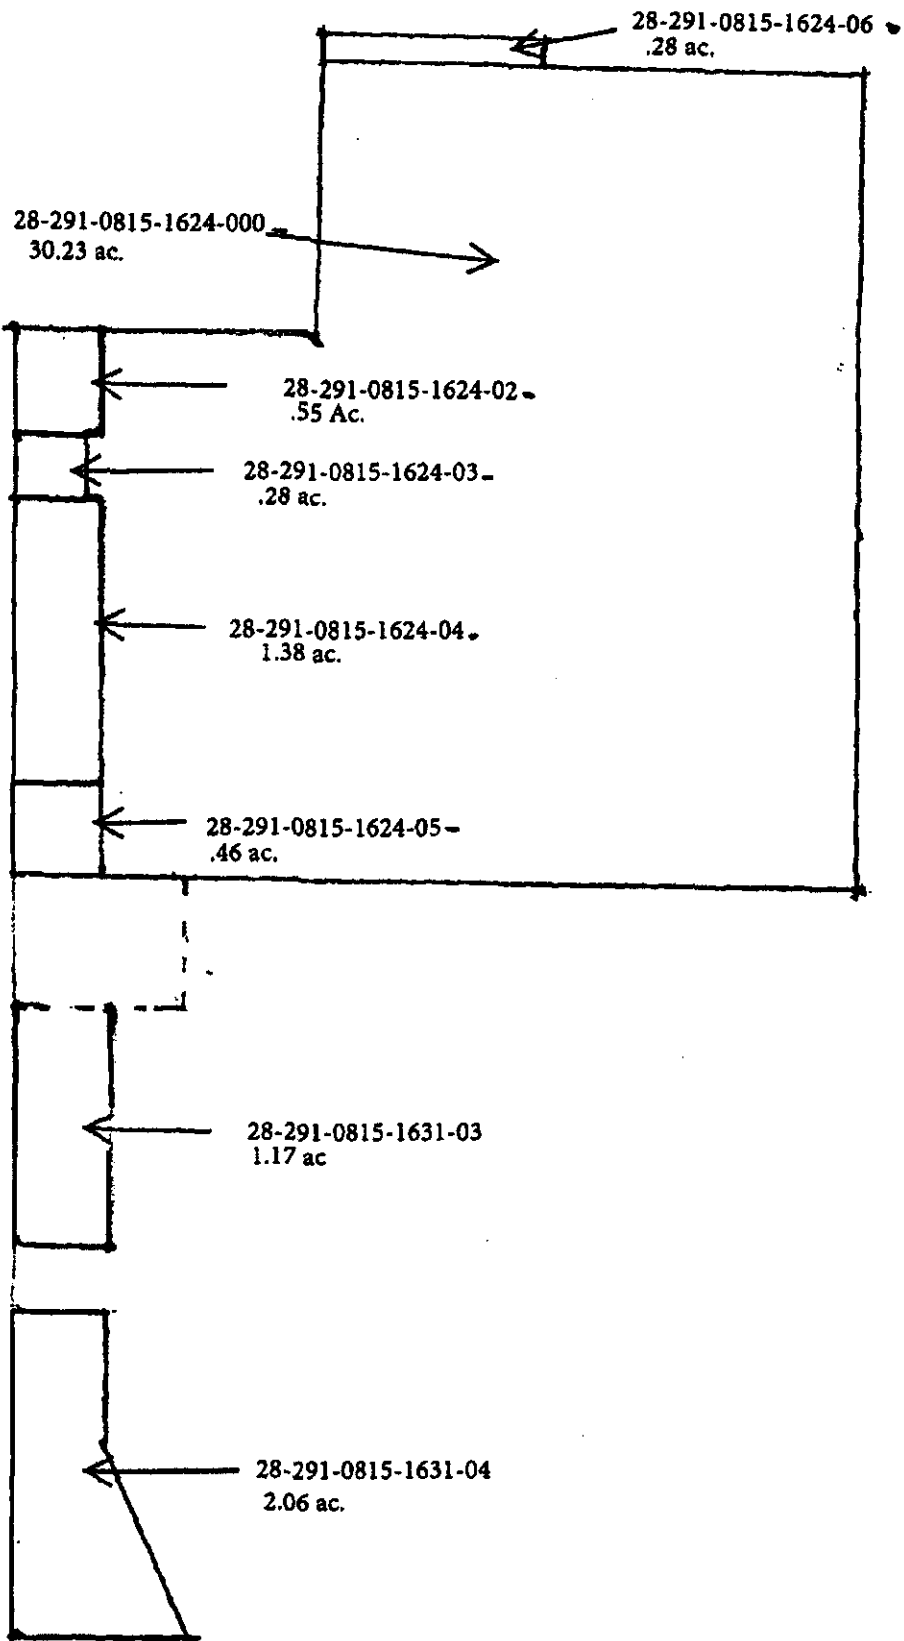 28-291-0815-1624-06
.28 ac.
28-291-0815-1624-000
30.23 ac.
28-291-0815-1624-02
.55 Ac.
28-291-0815-1624-03
.28 ac.
28-291-0815-1624-04
1.38 ac.
28-291-0815-1624-05
.46 ac.
28-291-0815-1631-03
1.17 ac
28-291-0815-1631-04
2.06 ac.